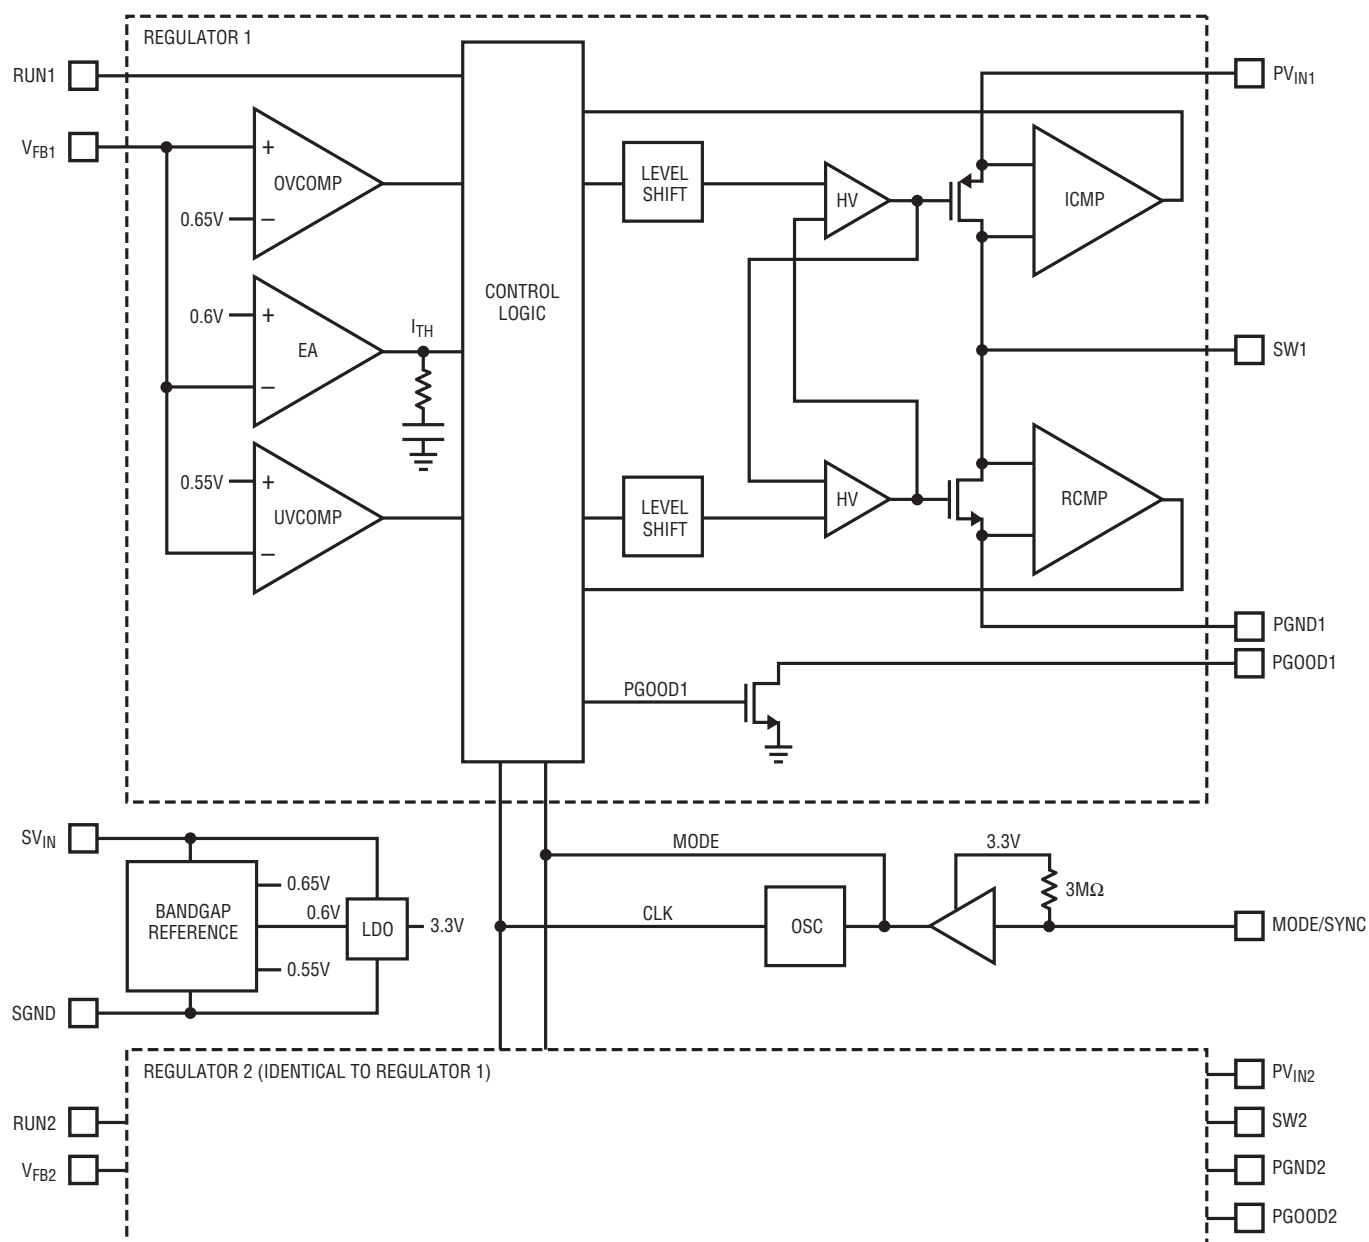 REGULATOR 1
RUN1
PVIN1
VFB1
+
OVCOMP
0.65V
–
LEVEL
SHIFT
HV
ICMP
CONTROL
LOGIC
0.6V
+
EA
–
ITH
SW1
0.55V
+
UVCOMP
–
LEVEL
SHIFT
HV
RCMP
PGND1
PGOOD1
PGOOD1
SVIN
MODE
3.3V
0.65V
3MΩ
BANDGAP
REFERENCE
0.6V
LDO
3.3V
CLK
OSC
MODE/SYNC
0.55V
SGND
REGULATOR 2 (IDENTICAL TO REGULATOR 1)
PVIN2
RUN2
SW2
VFB2
PGND2
PGOOD2